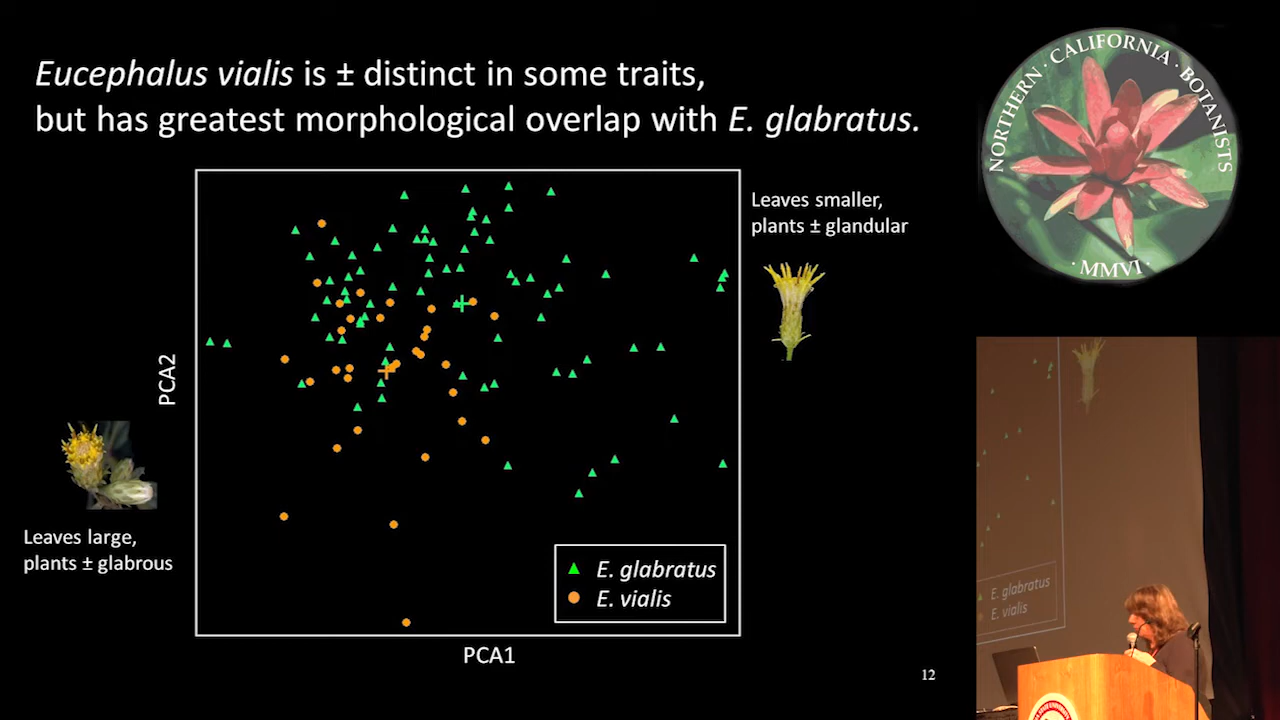 Eucephalus vialis is ± distinct in some traits,
but has greatest morphological overlap with E. glabratus.
NORTHERN · CALIFORNIA · BOTANISTS
· MMVI ·
Leaves smaller,
plants ± glandular
PCA2
Leaves large,
plants ± glabrous
E. glabratus
E. vialis
PCA1
12
E. glabratus
E. vialis